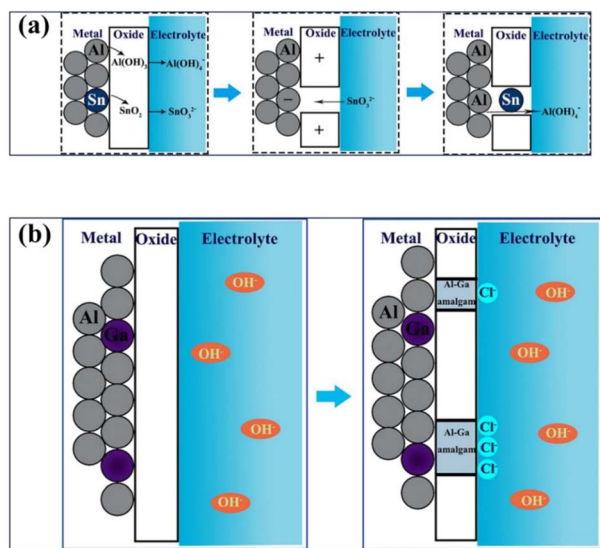 (a)
Metal Oxide Electrolyte
Al
Al(OH)₃ Al(OH)₄⁻
Sn
SnO₂ SnO₃²⁻
Metal Oxide Electrolyte
Al +
− SnO₃²⁻
+
Metal Oxide Electrolyte
Al
Al Sn
Al(OH)₄⁻
(b)
Metal Oxide Electrolyte
OH⁻
Al
Ga
OH⁻
OH⁻
OH⁻
Metal Oxide Electrolyte
Al-Ga
amalgam
Cl⁻
OH⁻
Al
Ga
OH⁻
Al-Ga
amalgam
Cl⁻
Cl⁻
Cl⁻
OH⁻
OH⁻